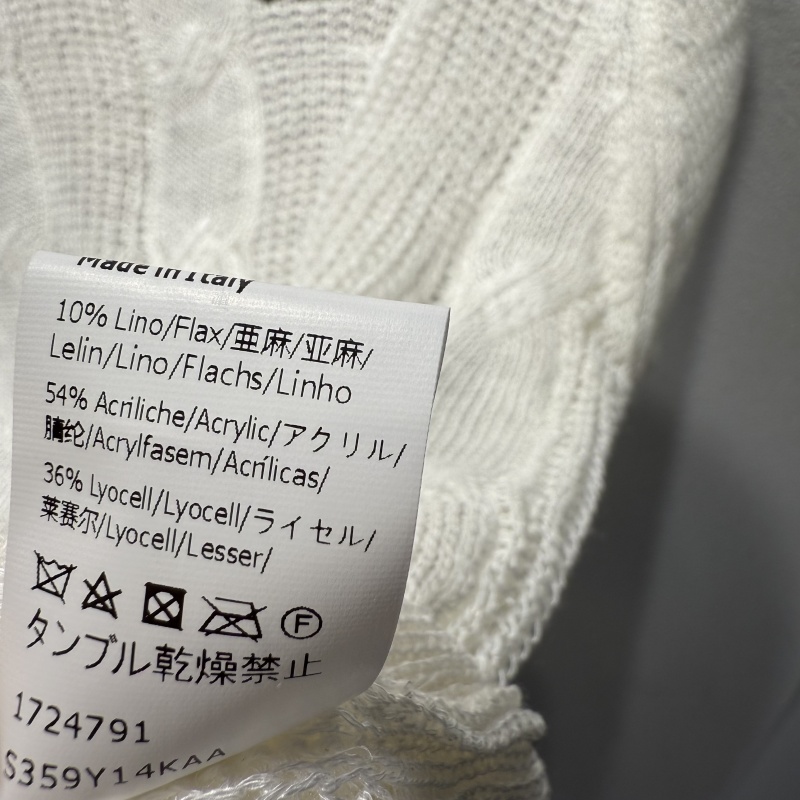 Made in Italy
10% Lino/Flax/亜麻/亚麻/
Lelin/Lino/Flachs/Linho
54% Acriliche/Acrylic/アクリル/
腈纶/Acrylfasern/Acrílicas/
36% Lyocell/Lyocell/ライセル/
莱赛尔/Lyocell/Lesser/
F
タンブル乾燥禁止
1724791
S359Y14KAA